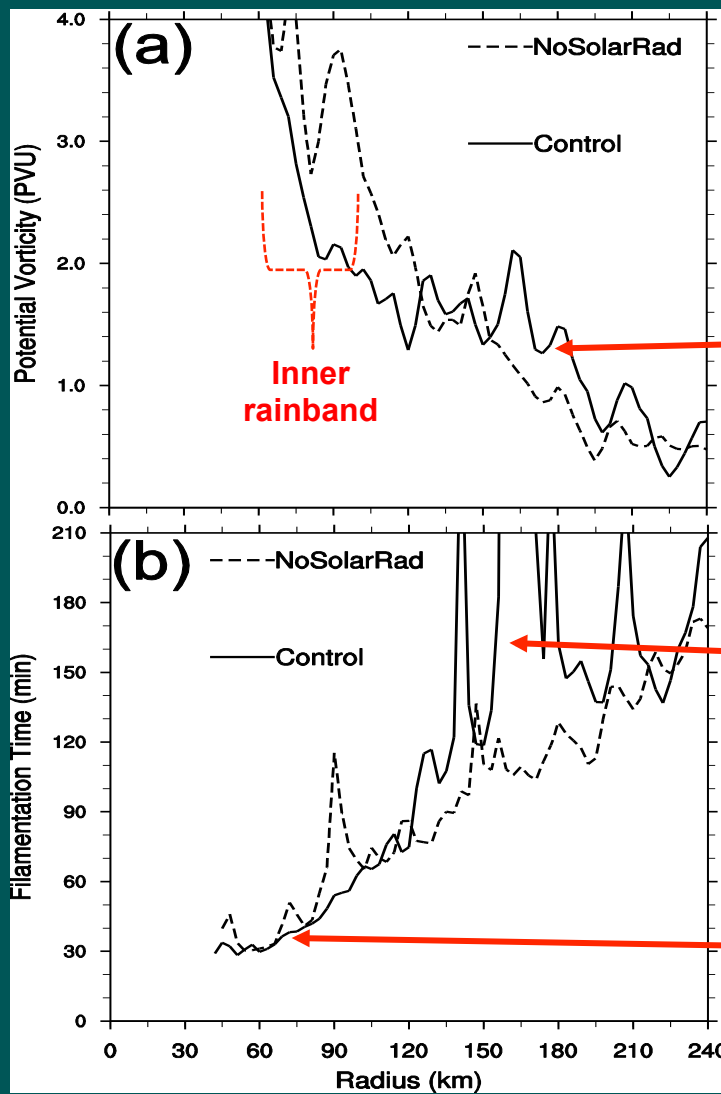 (a)
NoSolarRad
Control
Potential Vorticity (PVU)
4.0
3.0
2.0
1.0
0.0
Inner
rainband
(b)
NoSolarRad
Control
Filamentation Time (min)
210
180
150
120
90
60
30
0
0 30 60 90 120 150 180 210 240
Radius (km)